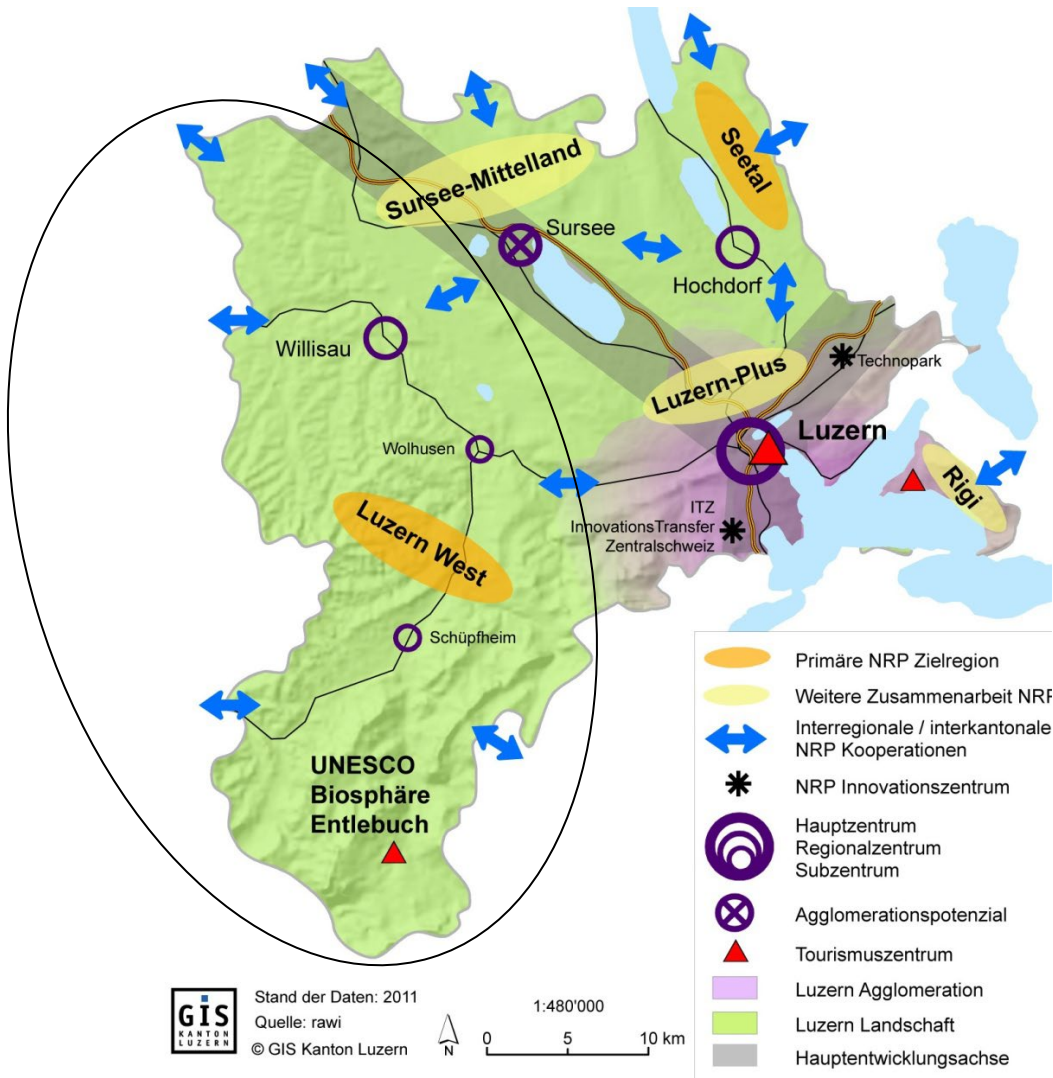 Seetal
Sursee-Mittelland
Sursee
Hochdorf
Willisau
Luzern-Plus
Technopark
Luzern
Wolhusen
Rigi
ITZ
InnovationsTransfer
Zentralschweiz
Luzern West
Schüpfheim
UNESCO
Biosphäre
Entlebuch
Primäre NRP Zielregion
Weitere Zusammenarbeit NRP
Interregionale / interkantonale
NRP Kooperationen
NRP Innovationszentrum
Hauptzentrum
Regionalzentrum
Subzentrum
Agglomerationspotenzial
Tourismuszentrum
Luzern Agglomeration
Luzern Landschaft
Hauptentwicklungsachse
GIS
KANTON
LUZERN
Stand der Daten: 2011
Quelle: rawi
© GIS Kanton Luzern
N
1:480'000
0 5 10 km